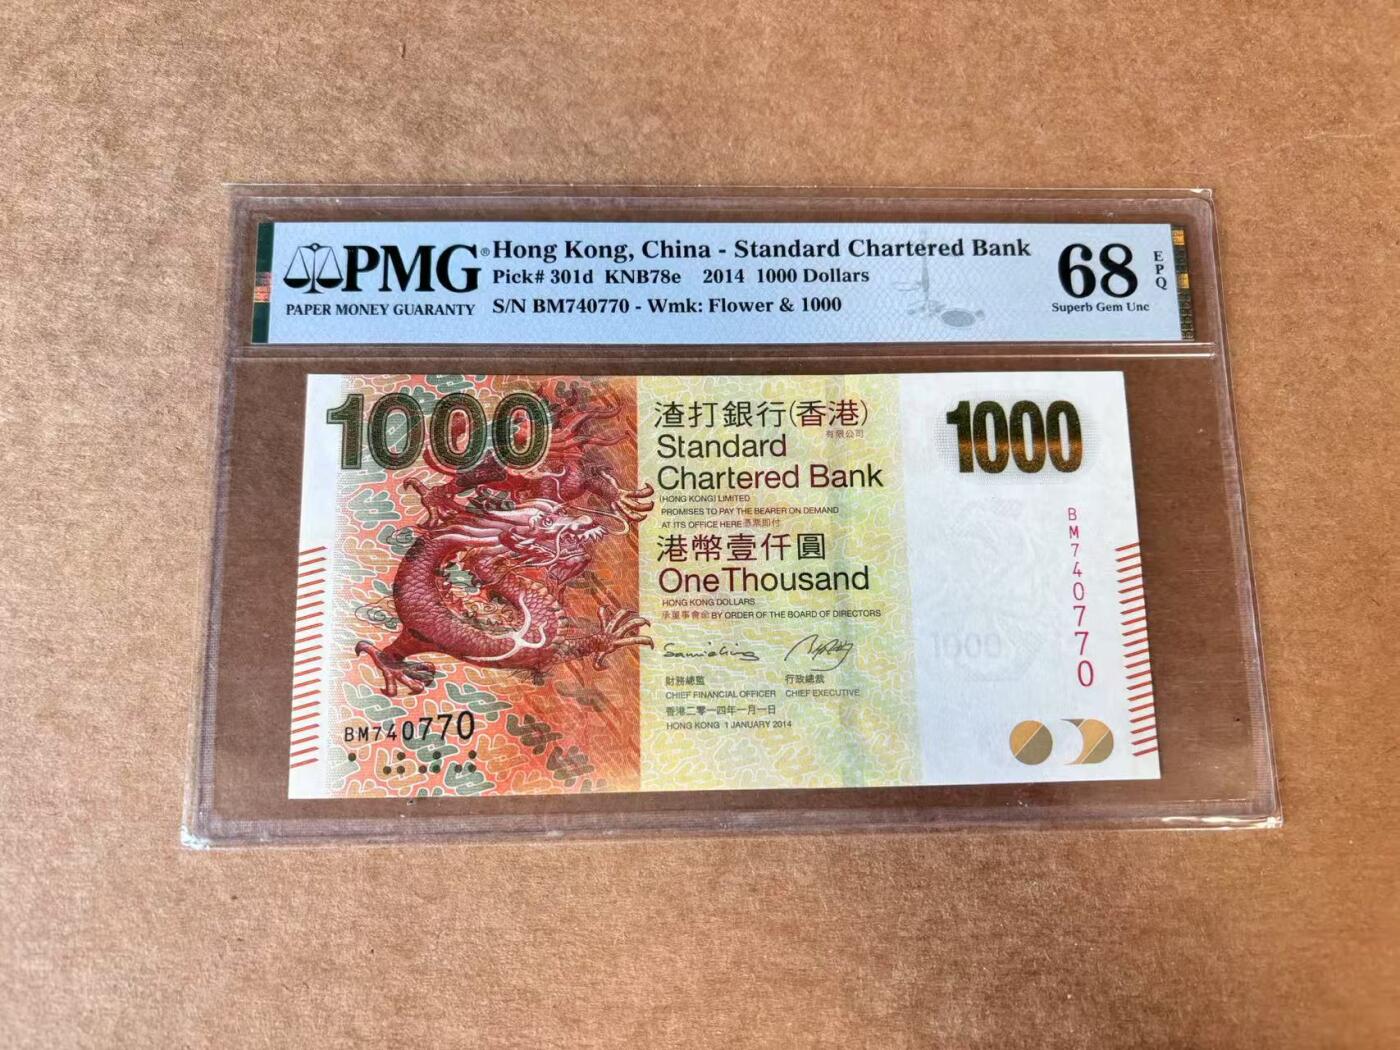 PMG®
PAPER MONEY GUARANTY
Hong Kong, China - Standard Chartered Bank
Pick# 301d KNB78e 2014 1000 Dollars
S/N BM740770 - Wmk: Flower & 1000
68
EPQ
Superb Gem Unc
1000
渣打銀行(香港)
有限公司
Standard
Chartered Bank
(HONG KONG) LIMITED
PROMISES TO PAY THE BEARER ON DEMAND
AT ITS OFFICE HERE 憑票即付
港幣壹仟圓
One Thousand
HONG KONG DOLLARS
承董事會命 BY ORDER OF THE BOARD OF DIRECTORS
財務總監 行政總裁
CHIEF FINANCIAL OFFICER CHIEF EXECUTIVE
香港二零一四年一月一日
HONG KONG 1 JANUARY 2014
BM740770
1000
BM740770
1000